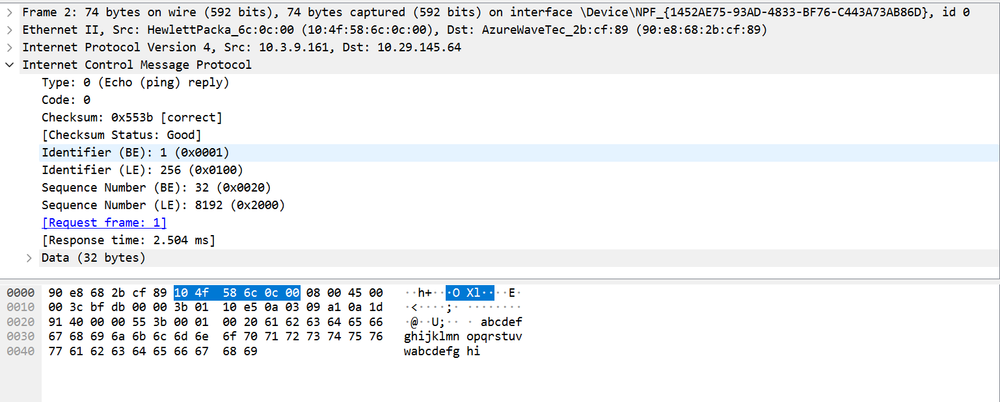 Frame 2: 74 bytes on wire (592 bits), 74 bytes captured (592 bits) on interface \Device\NPF_{1452AE75-93AD-4833-BF76-C443A73AB86D}, id 0
Ethernet II, Src: HewlettPacka_6c:0c:00 (10:4f:58:6c:0c:00), Dst: AzureWaveTec_2b:cf:89 (90:e8:68:2b:cf:89)
Internet Protocol Version 4, Src: 10.3.9.161, Dst: 10.29.145.64
Internet Control Message Protocol
Type: 0 (Echo (ping) reply)
Code: 0
Checksum: 0x553b [correct]
[Checksum Status: Good]
Identifier (BE): 1 (0x0001)
Identifier (LE): 256 (0x0100)
Sequence Number (BE): 32 (0x0020)
Sequence Number (LE): 8192 (0x2000)
[Request frame: 1]
[Response time: 2.504 ms]
Data (32 bytes)
0000 90 e8 68 2b cf 89 10 4f 58 6c 0c 00 08 00 45 00 ··h+···O Xl····E·
0010 00 3c bf db 00 00 3b 01 10 e5 0a 03 09 a1 0a 1d ·<····;· ········
0020 91 40 00 00 55 3b 00 01 00 20 61 62 63 64 65 66 ·@··U;·· · abcdef
0030 67 68 69 6a 6b 6c 6d 6e 6f 70 71 72 73 74 75 76 ghijklmn opqrstuv
0040 77 61 62 63 64 65 66 67 68 69 wabcdefg hi